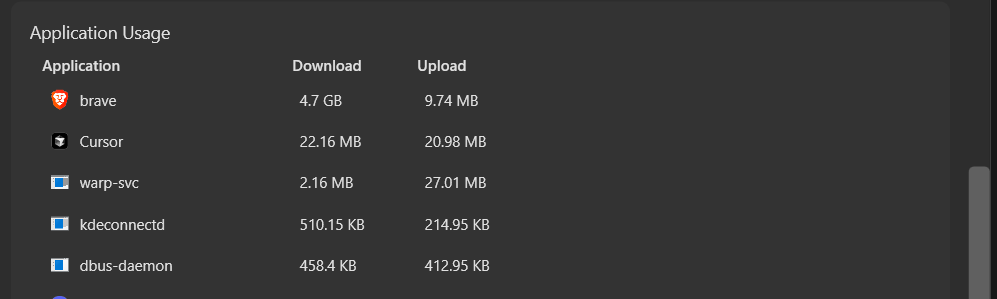 Application Usage
Application Download Upload
brave 4.7 GB 9.74 MB
Cursor 22.16 MB 20.98 MB
warp-svc 2.16 MB 27.01 MB
kdeconnectd 510.15 KB 214.95 KB
dbus-daemon 458.4 KB 412.95 KB